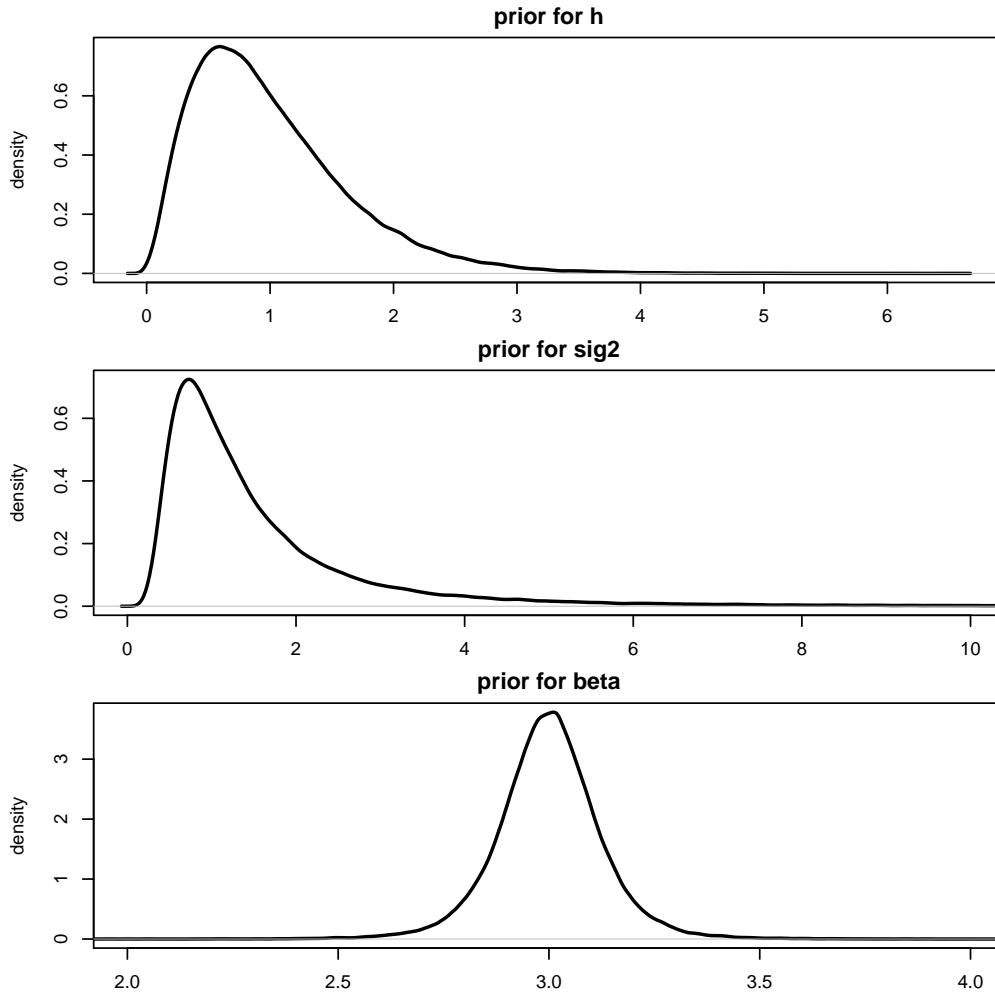 prior for h
density
0.0 0.2 0.4 0.6
0 1 2 3 4 5 6
prior for sig2
density
0.0 0.2 0.4 0.6
0 2 4 6 8 10
prior for beta
density
0 1 2 3
2.0 2.5 3.0 3.5 4.0